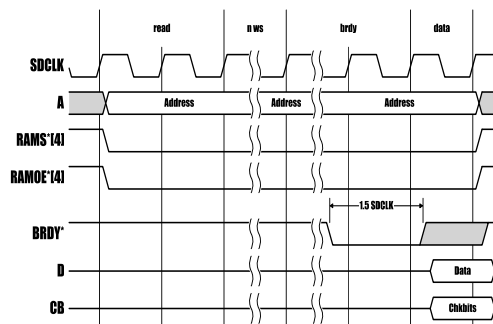 read n ws brdy data
SDCLK
A Address Address Address
RAMS*[4]
RAMOE*[4]
1.5 SDCLK
BRDY*
D Data
CB Chkbits